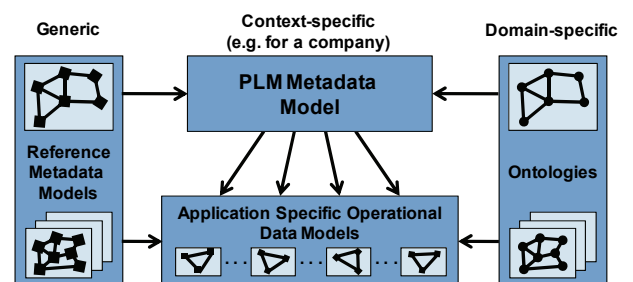 Generic
Context-specific
(e.g. for a company)
Domain-specific
PLM Metadata
Model
Reference
Metadata
Models
Ontologies
Application Specific Operational
Data Models
... ... ...